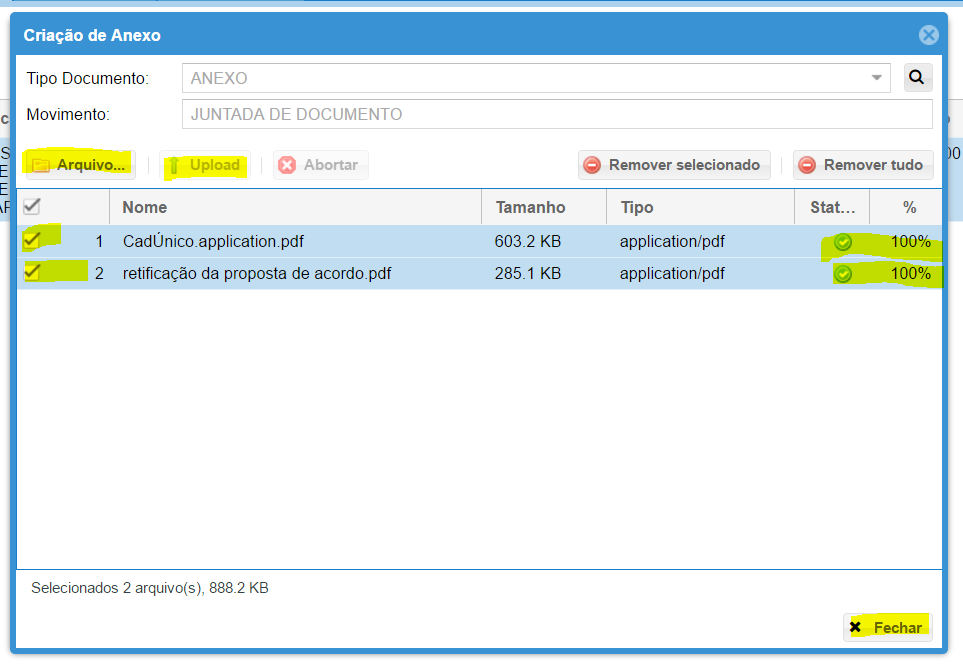 Criação de Anexo
Tipo Documento: ANEXO
Movimento: JUNTADA DE DOCUMENTO
Arquivo... Upload Abortar Remover selecionado Remover tudo
Nome Tamanho Tipo Stat... %
1 CadÚnico.application.pdf 603.2 KB application/pdf 100%
2 retificação da proposta de acordo.pdf 285.1 KB application/pdf 100%
Selecionados 2 arquivo(s), 888.2 KB
Fechar